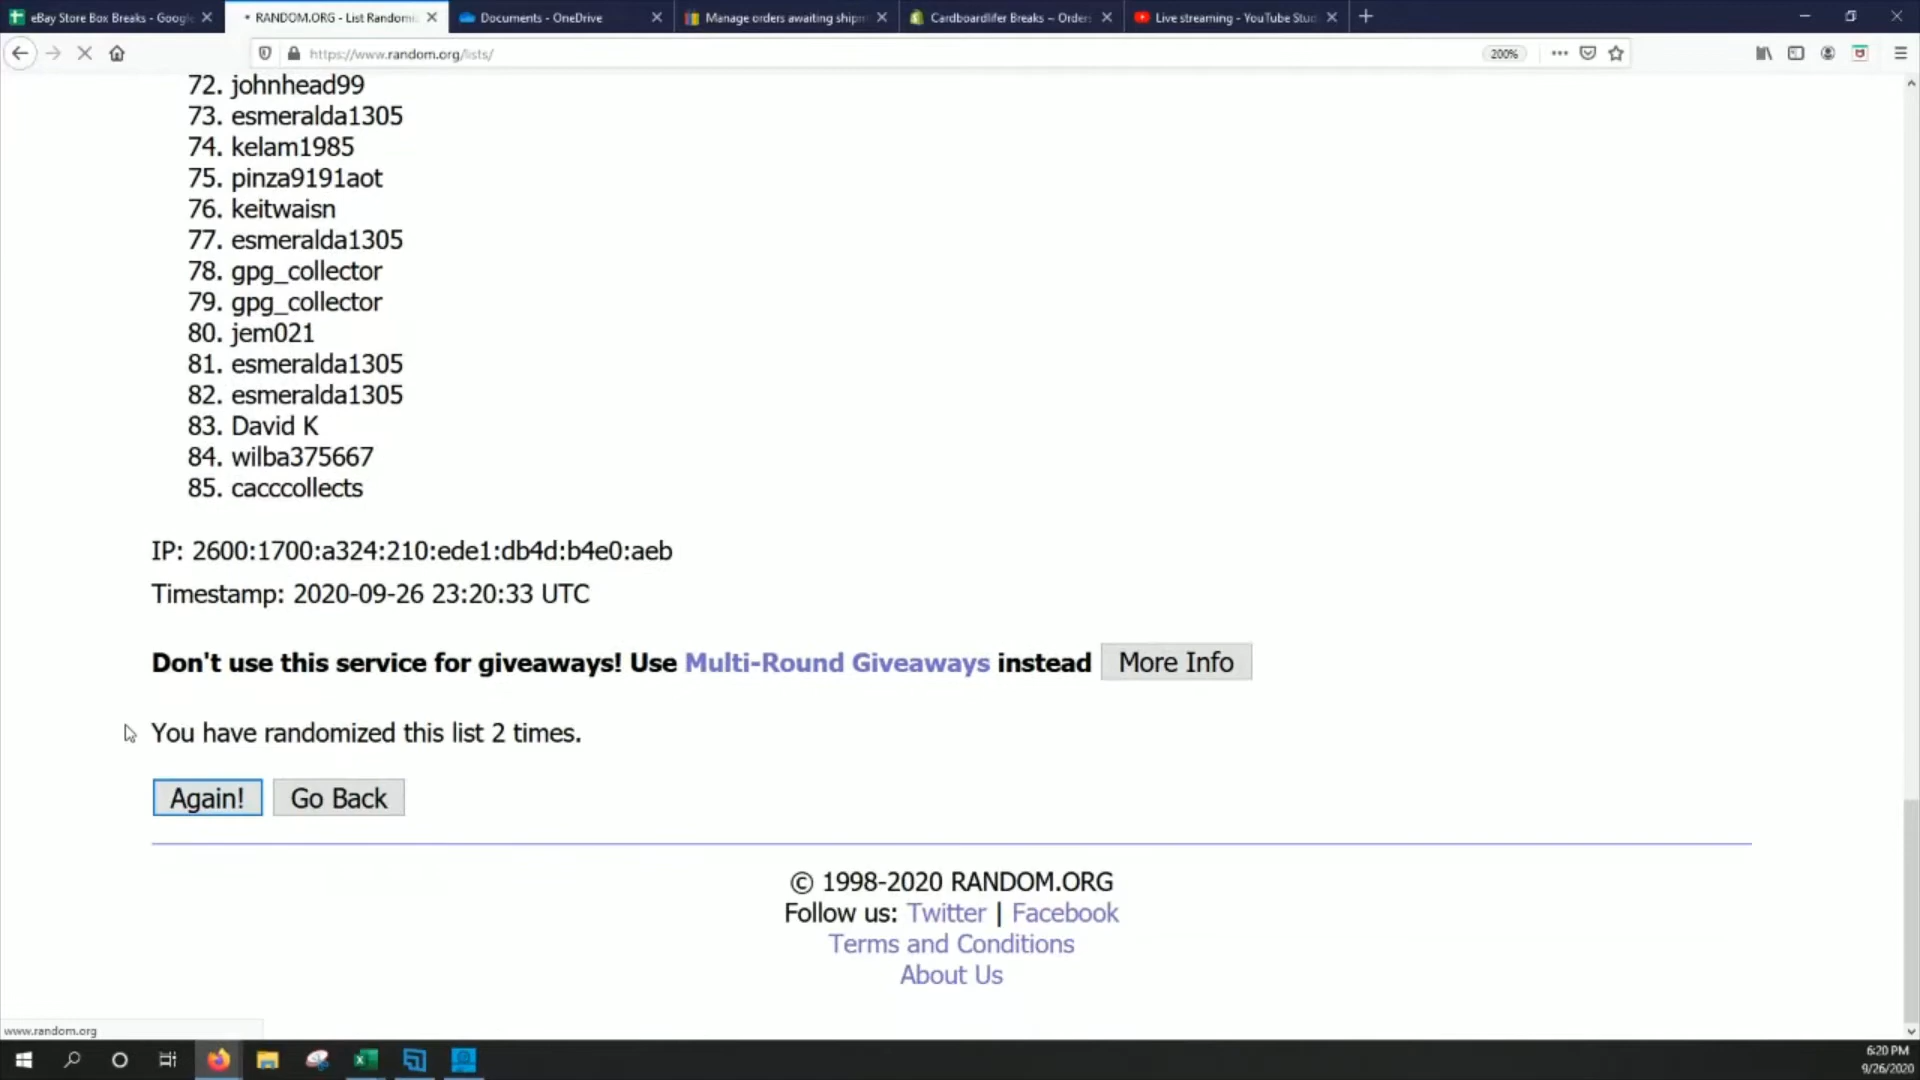 eBay Store Box Breaks - Google
RANDOM.ORG - List Randomi
Documents - OneDrive
Manage orders awaiting shipm
Cardboardlifer Breaks ~ Orders
Live streaming - YouTube Stud
https://www.random.org/lists/
200%
72. johnhead99
73. esmeralda1305
74. kelam1985
75. pinza9191aot
76. keitwaisn
77. esmeralda1305
78. gpg_collector
79. gpg_collector
80. jem021
81. esmeralda1305
82. esmeralda1305
83. David K
84. wilba375667
85. cacccollects
IP: 2600:1700:a324:210:ede1:db4d:b4e0:aeb
Timestamp: 2020-09-26 23:20:33 UTC
Don't use this service for giveaways! Use Multi-Round Giveaways instead More Info
You have randomized this list 2 times.
Again! Go Back
© 1998-2020 RANDOM.ORG
Follow us: Twitter | Facebook
Terms and Conditions
About Us
www.random.org
6:20 PM
9/26/2020